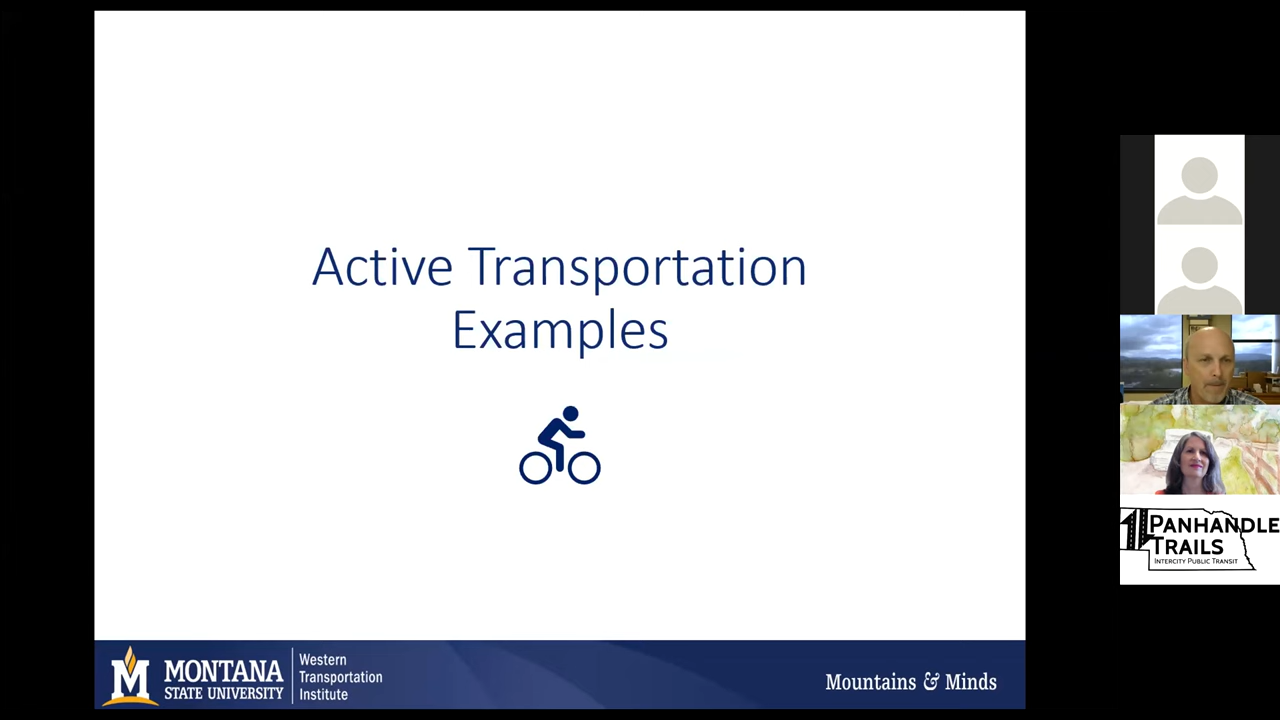 Active Transportation
Examples
PANHANDLE
TRAILS
INTERCITY PUBLIC TRANSIT
M
MONTANA
STATE UNIVERSITY
Western
Transportation
Institute
Mountains & Minds